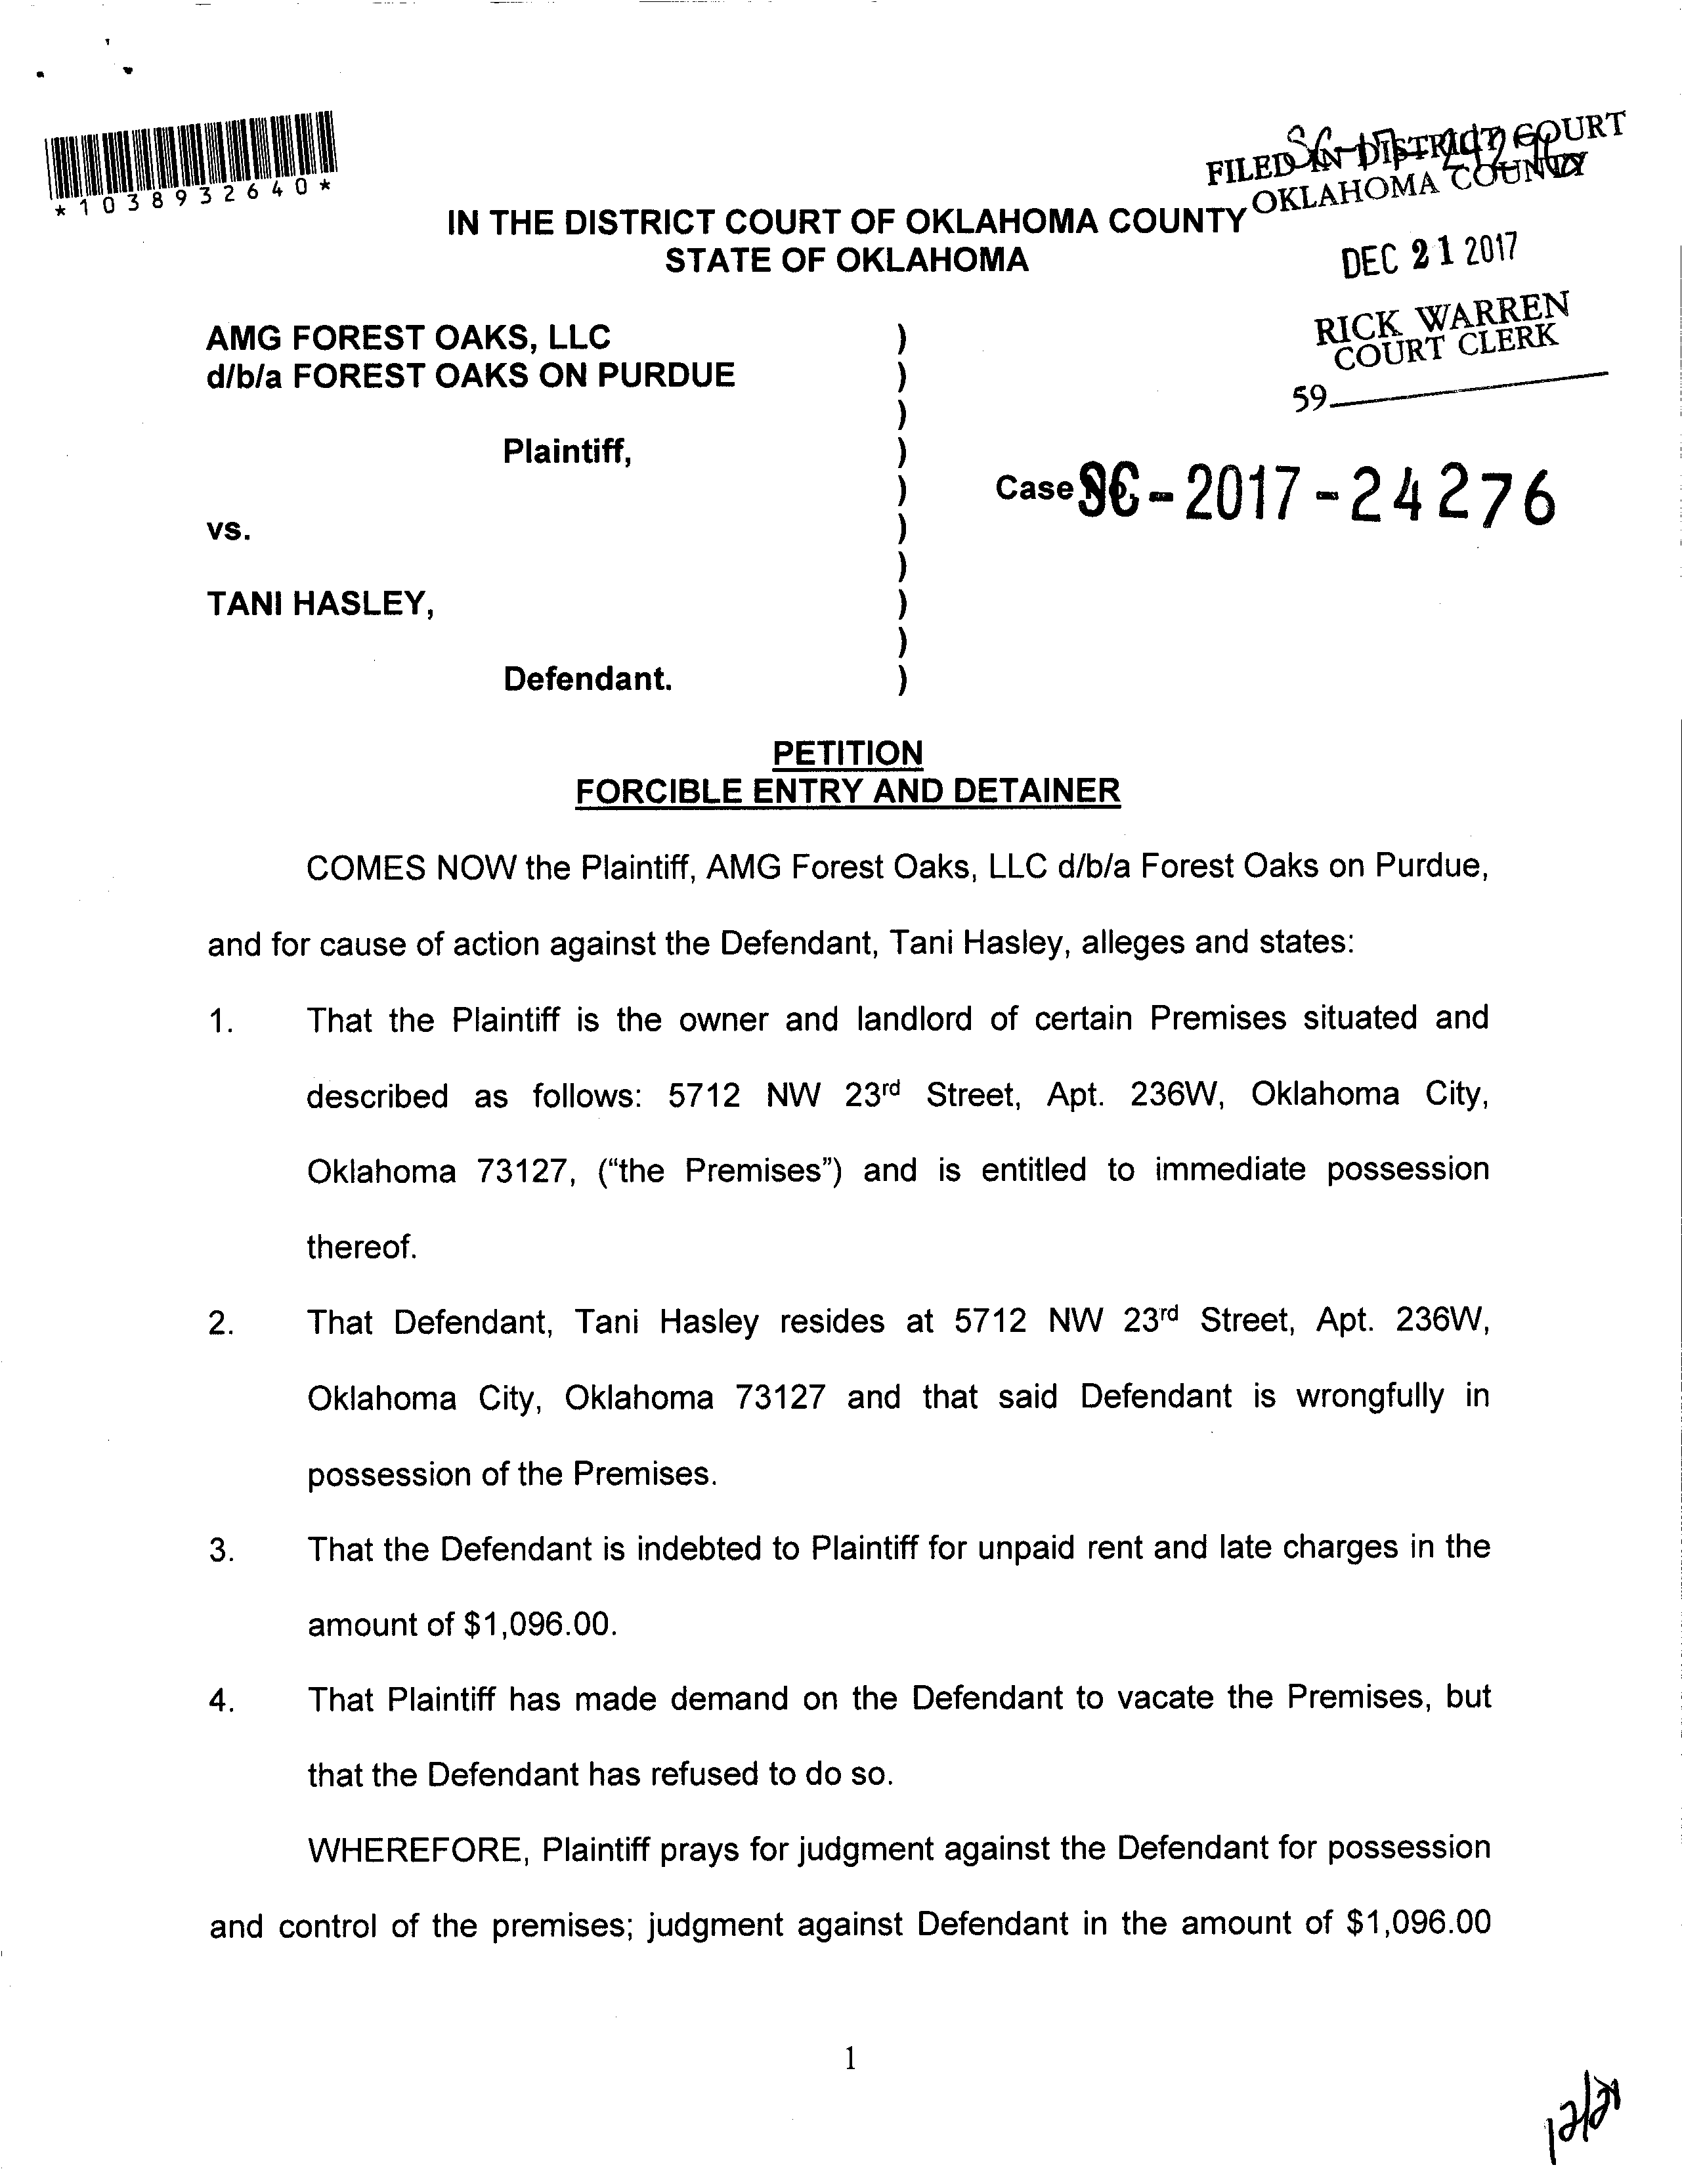 *1038932640*
FILED IN DISTRICT COURT
OKLAHOMA COUNTY
IN THE DISTRICT COURT OF OKLAHOMA COUNTY
STATE OF OKLAHOMA
DEC 21 2017
RICK WARREN
COURT CLERK
59
AMG FOREST OAKS, LLC )
d/b/a FOREST OAKS ON PURDUE )
)
Plaintiff, )
) Case No. SC-2017-24276
vs. )
)
TANI HASLEY, )
)
Defendant. )
PETITION
FORCIBLE ENTRY AND DETAINER
COMES NOW the Plaintiff, AMG Forest Oaks, LLC d/b/a Forest Oaks on Purdue,
and for cause of action against the Defendant, Tani Hasley, alleges and states:
1. That the Plaintiff is the owner and landlord of certain Premises situated and
described as follows: 5712 NW 23rd Street, Apt. 236W, Oklahoma City,
Oklahoma 73127, (“the Premises”) and is entitled to immediate possession
thereof.
2. That Defendant, Tani Hasley resides at 5712 NW 23rd Street, Apt. 236W,
Oklahoma City, Oklahoma 73127 and that said Defendant is wrongfully in
possession of the Premises.
3. That the Defendant is indebted to Plaintiff for unpaid rent and late charges in the
amount of $1,096.00.
4. That Plaintiff has made demand on the Defendant to vacate the Premises, but
that the Defendant has refused to do so.
WHEREFORE, Plaintiff prays for judgment against the Defendant for possession
and control of the premises; judgment against Defendant in the amount of $1,096.00
1